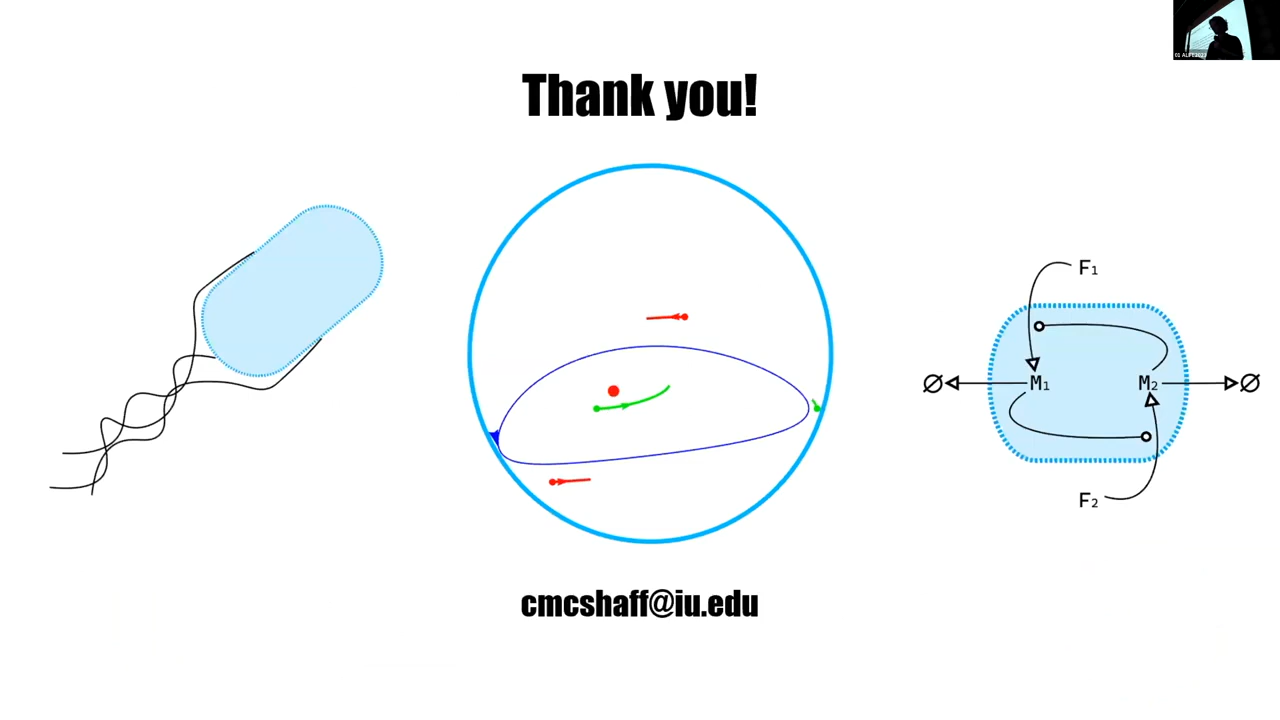 Thank you!
F₁
M₁
M₂
∅
∅
F₂
cmcshaff@iu.edu